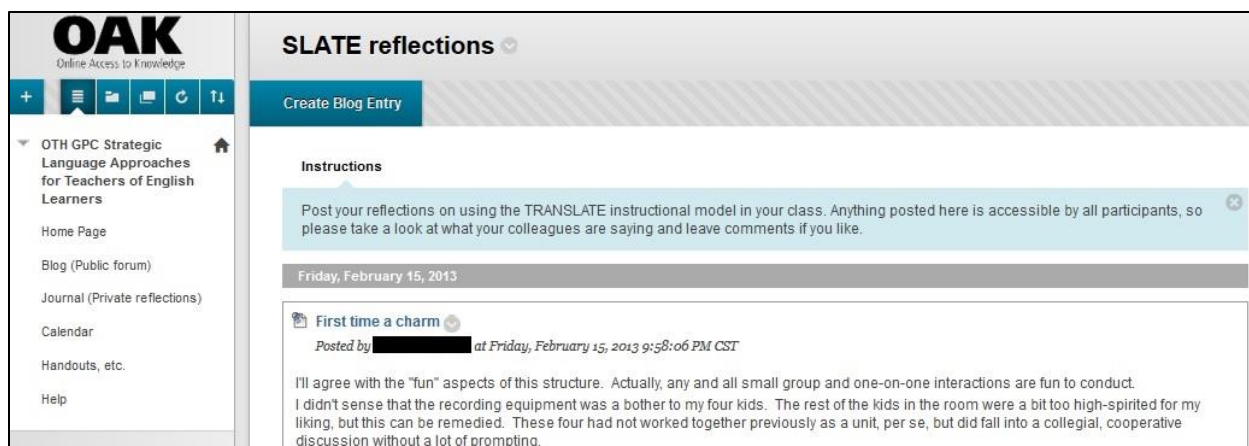 OAK
Online Access to Knowledge
OTH GPC Strategic
Language Approaches
for Teachers of English
Learners
Home Page
Blog (Public forum)
Journal (Private reflections)
Calendar
Handouts, etc.
Help
SLATE reflections
Create Blog Entry
Instructions
Post your reflections on using the TRANSLATE instructional model in your class. Anything posted here is accessible by all participants, so
please take a look at what your colleagues are saying and leave comments if you like.
Friday, February 15, 2013
First time a charm
Posted by at Friday, February 15, 2013 9:58:06 PM CST
I'll agree with the "fun" aspects of this structure. Actually, any and all small group and one-on-one interactions are fun to conduct.
I didn't sense that the recording equipment was a bother to my four kids. The rest of the kids in the room were a bit too high-spirited for my
liking, but this can be remedied. These four had not worked together previously as a unit, per se, but did fall into a collegial, cooperative
discussion without a lot of prompting.